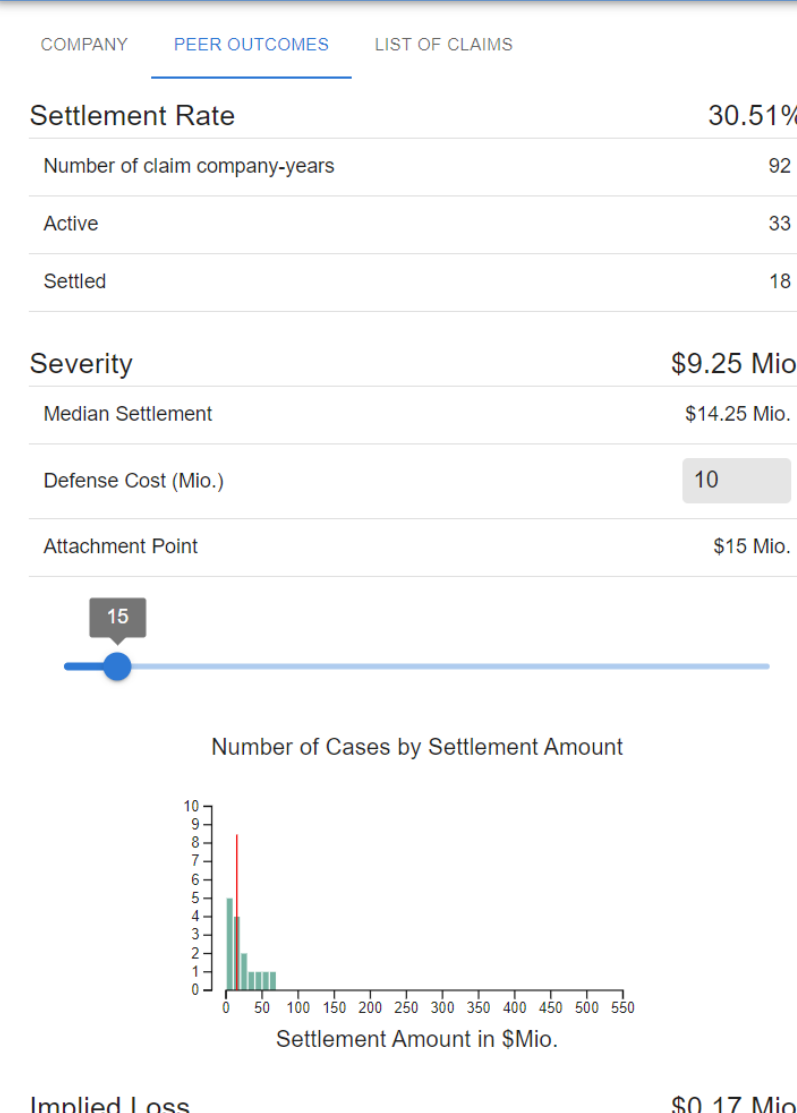 COMPANY PEER OUTCOMES LIST OF CLAIMS
Settlement Rate 30.51%
Number of claim company-years 92
Active 33
Settled 18
Severity $9.25 Mio
Median Settlement $14.25 Mio.
Defense Cost (Mio.) 10
Attachment Point $15 Mio.
15
Number of Cases by Settlement Amount
10
9
8
7
6
5
4
3
2
1
0
0 50 100 150 200 250 300 350 400 450 500 550
Settlement Amount in $Mio.
Implied Loss $0.17 Mio